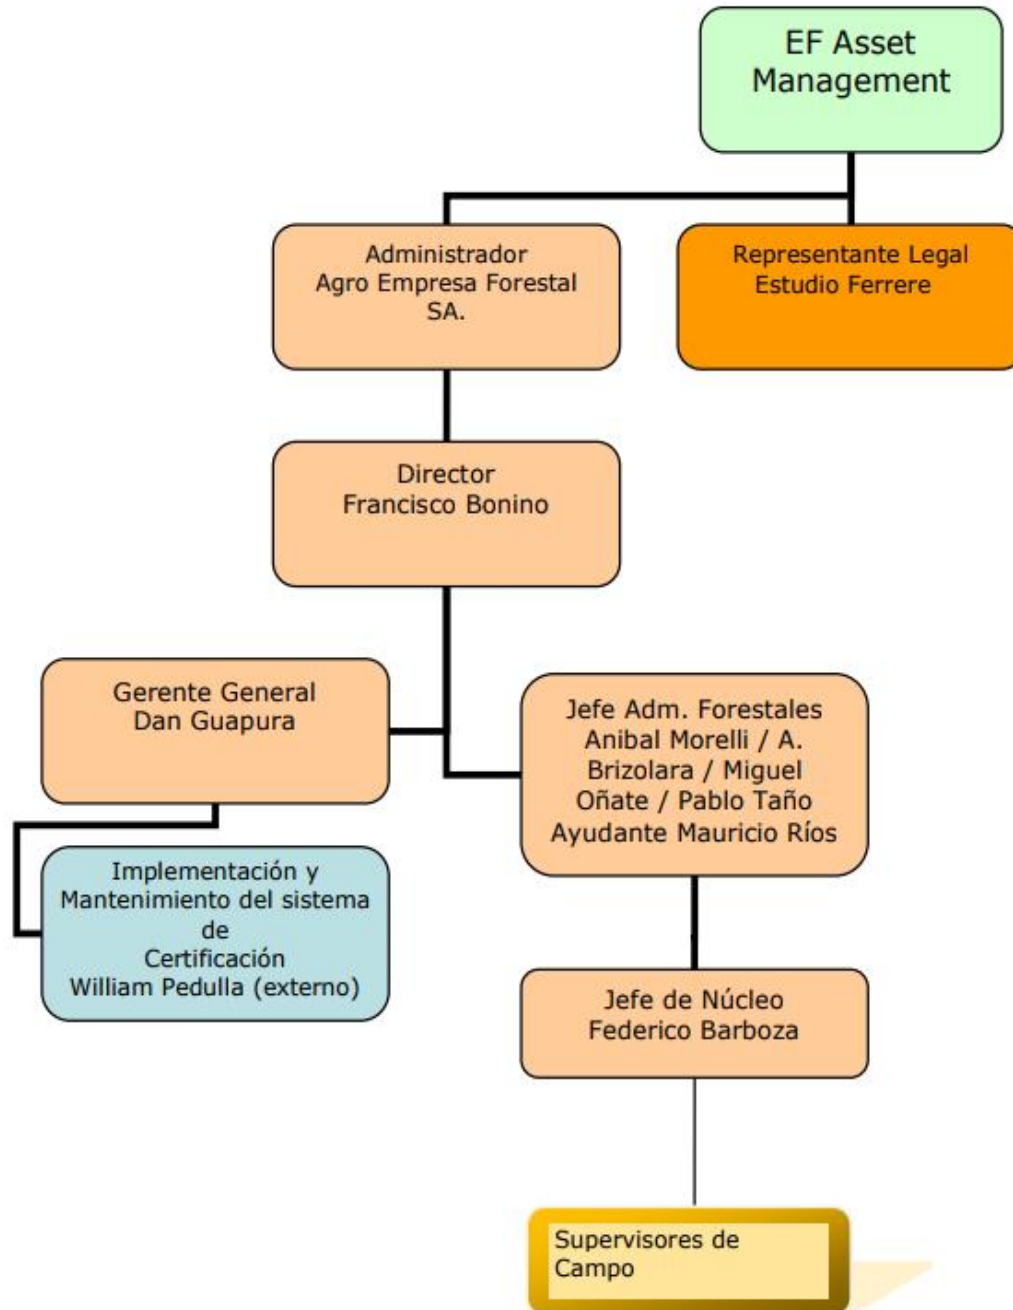 EF Asset
Management
Administrador
Agro Empresa Forestal
SA.
Representante Legal
Estudio Ferrere
Director
Francisco Bonino
Gerente General
Dan Guapura
Jefe Adm. Forestales
Anibal Morelli / A.
Brizolara / Miguel
Oñate / Pablo Taño
Ayudante Mauricio Ríos
Implementación y
Mantenimiento del sistema
de
Certificación
William Pedulla (externo)
Jefe de Núcleo
Federico Barboza
Supervisores de
Campo